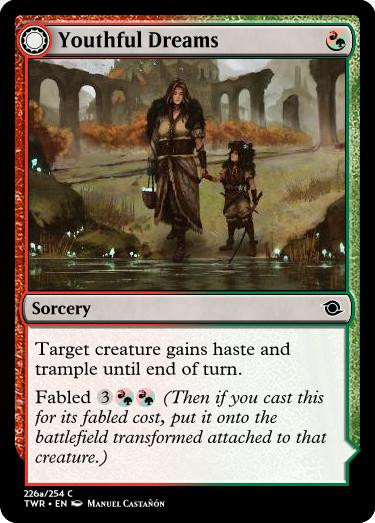 Youthful Dreams
Sorcery
Target creature gains haste and
trample until end of turn.
Fabled 3 (Then if you cast this
for its fabled cost, put it onto the
battlefield transformed attached to that
creature.)
226a/254 C
TWR • EN Manuel Castañón